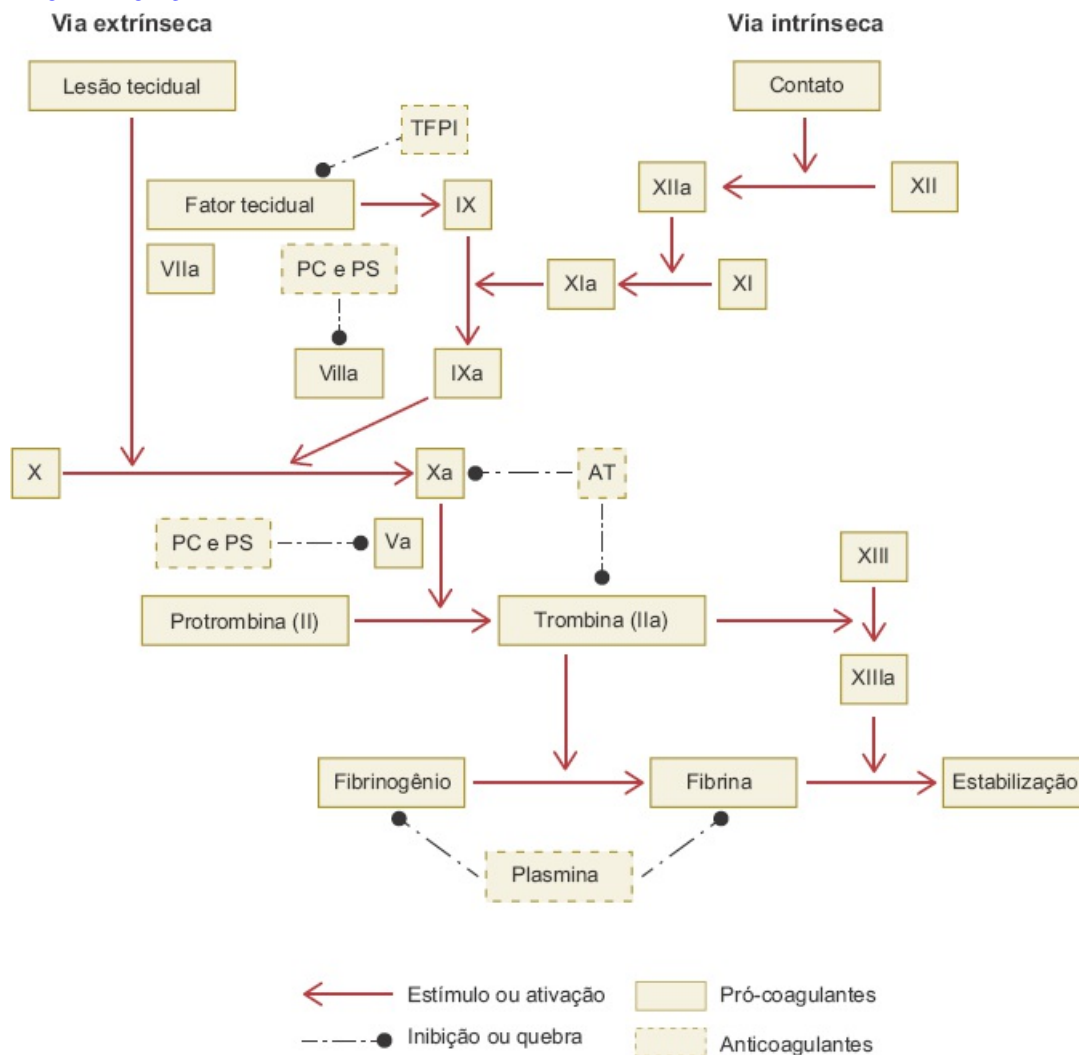 Via extrínseca
Via intrínseca
Lesão tecidual
Contato
TFPI
XIIa
XII
Fator tecidual
IX
VIIa
PC e PS
XIa
XI
Villa
IXa
X
Xa
AT
PC e PS
Va
XIII
Protrombina (II)
Trombina (IIa)
XIIIa
Fibrinogênio
Fibrina
Estabilização
Plasmina
Estímulo ou ativação
Pró-coagulantes
Inibição ou quebra
Anticoagulantes